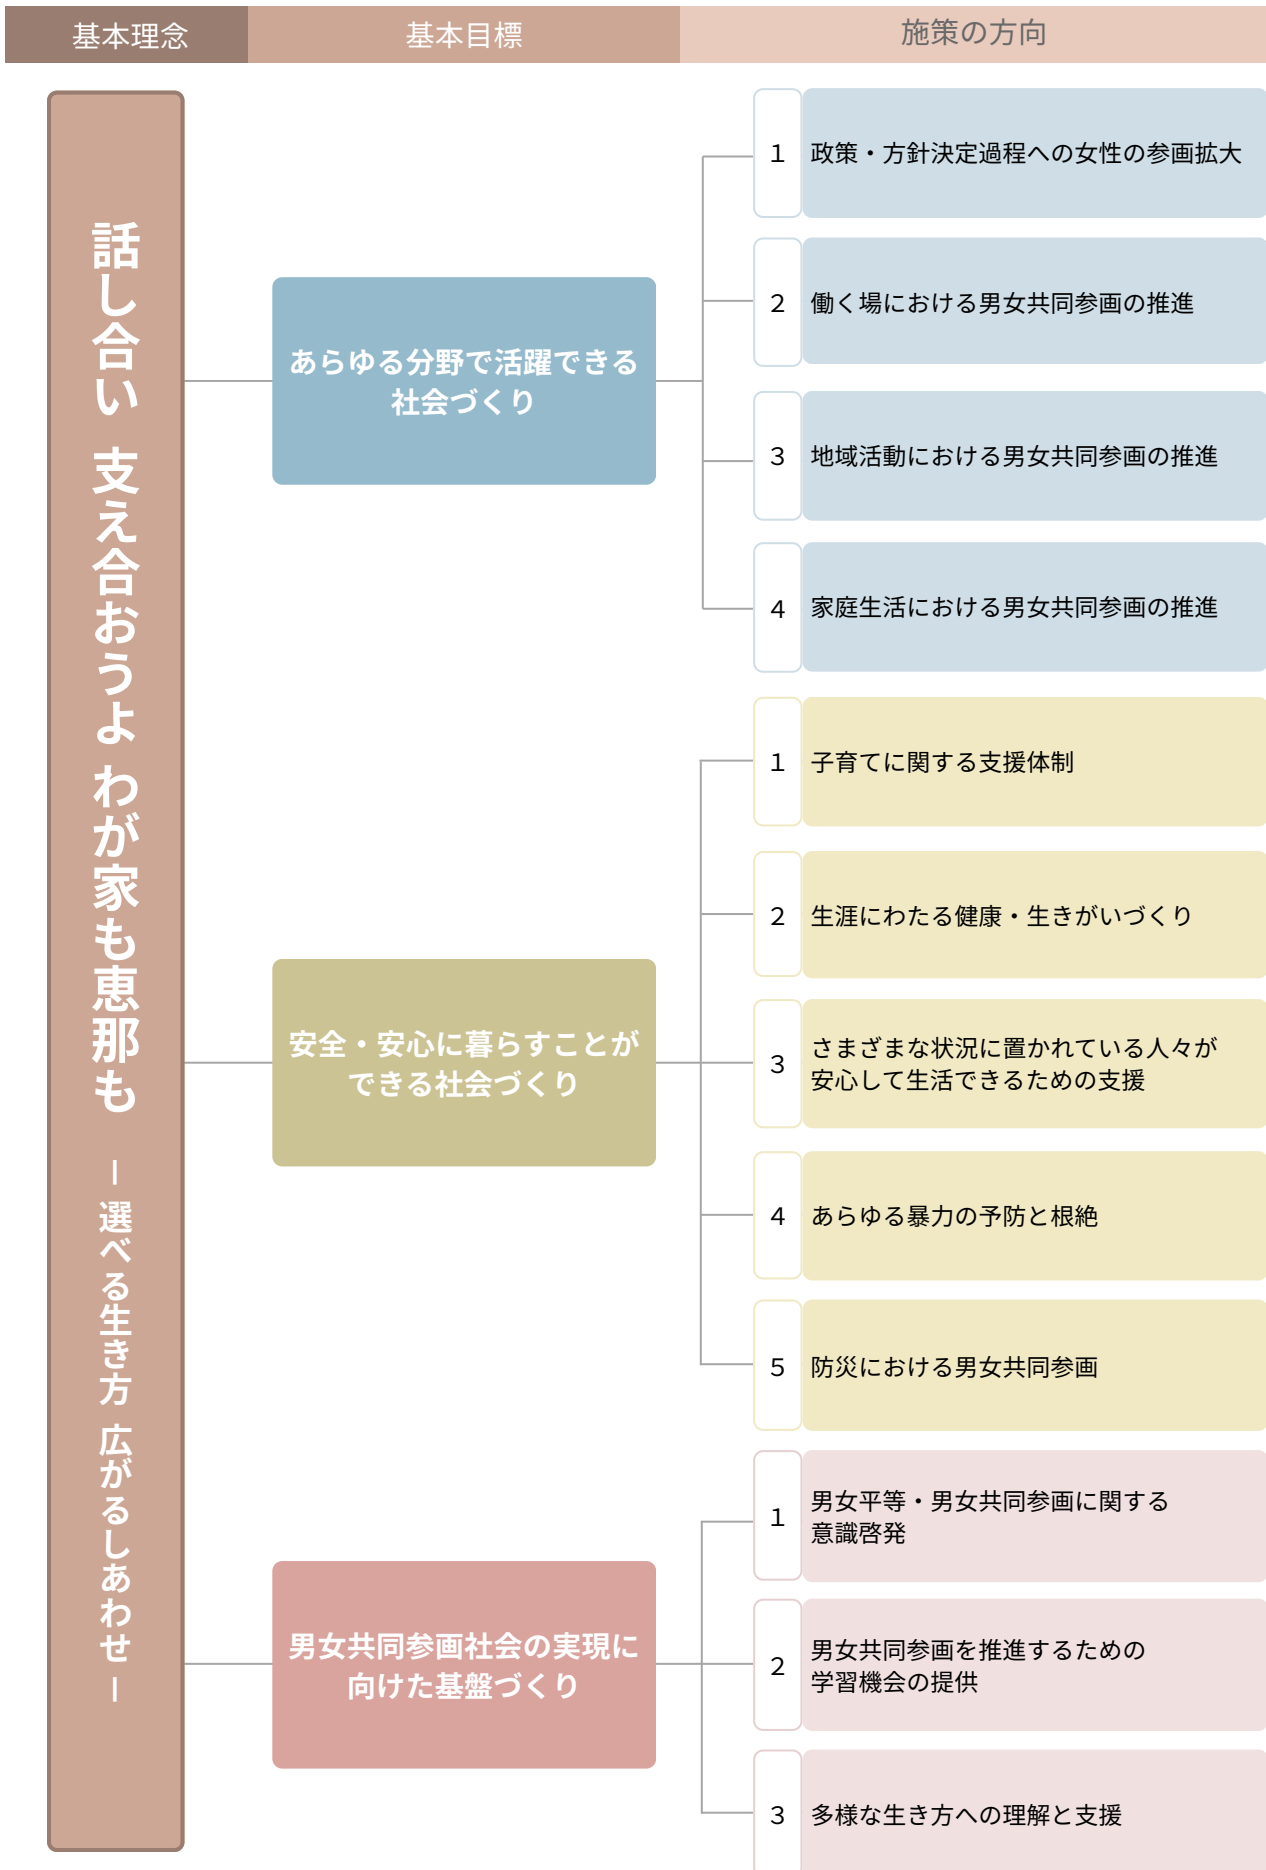 基本理念
基本目標
施策の方向
話し合い 支え合おうよ わが家も恵那も ー選べる生き方 広がるしあわせー
あらゆる分野で活躍できる
社会づくり
1 政策・方針決定過程への女性の参画拡大
2 働く場における男女共同参画の推進
3 地域活動における男女共同参画の推進
4 家庭生活における男女共同参画の推進
安全・安心に暮らすことが
できる社会づくり
1 子育てに関する支援体制
2 生涯にわたる健康・生きがいづくり
3 さまざまな状況に置かれている人々が
安心して生活できるための支援
4 あらゆる暴力の予防と根絶
5 防災における男女共同参画
男女共同参画社会の実現に
向けた基盤づくり
1 男女平等・男女共同参画に関する
意識啓発
2 男女共同参画を推進するための
学習機会の提供
3 多様な生き方への理解と支援